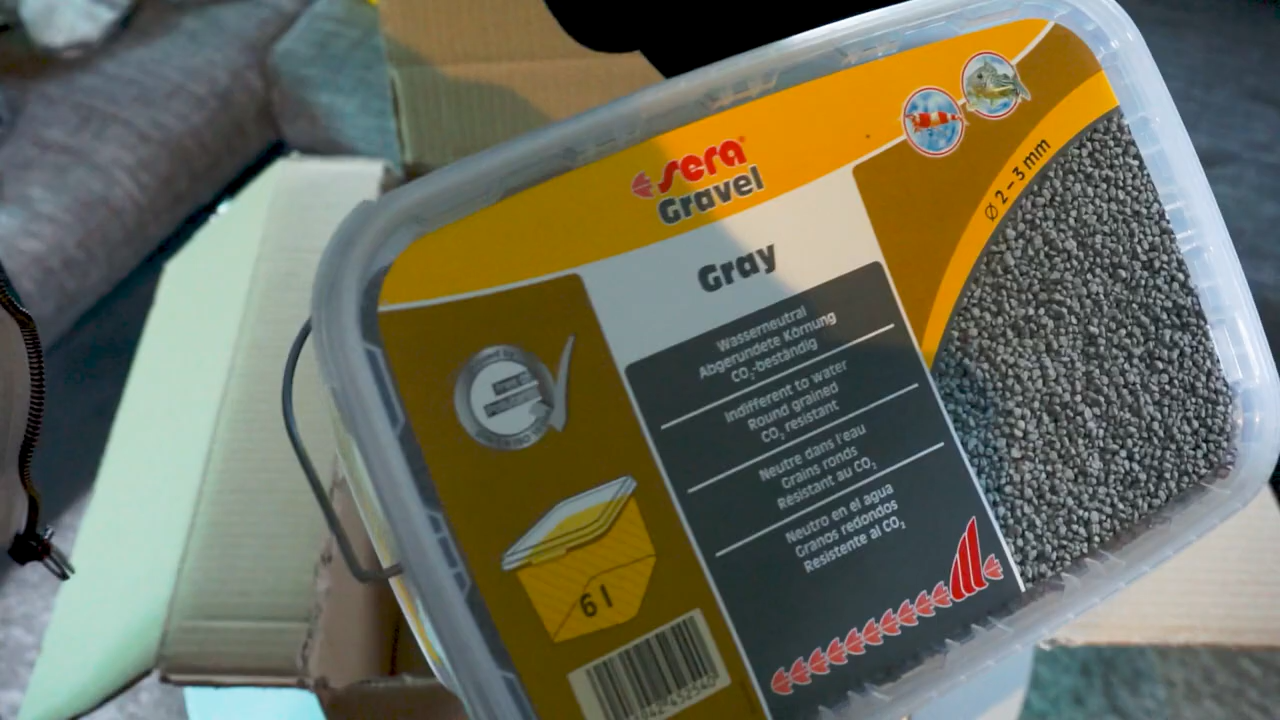 sera
Gravel
Gray
Ø 2–3 mm
Wasserneutral
Abgerundete Körnung
CO₂-beständig
Indifferent to water
Round grained
CO₂ resistant
Neutre dans l'eau
Grains ronds
Résistant au CO₂
Neutro en el agua
Granos redondos
Resistente al CO₂
6 l